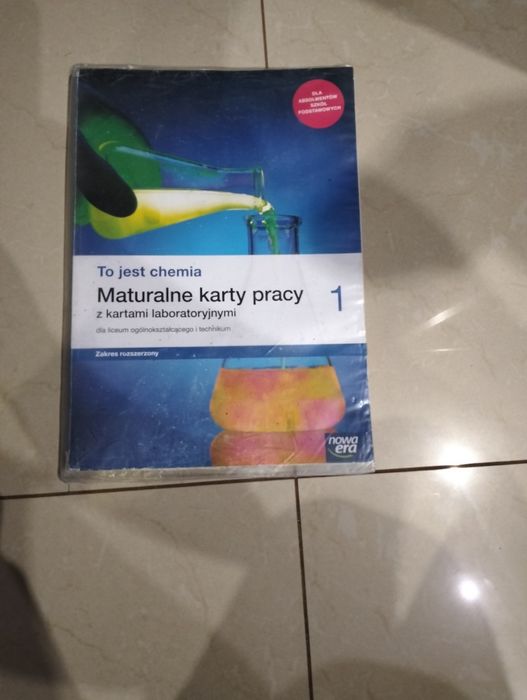 DLA
ABSOLWENTÓW
SZKÓŁ
PODSTAWOWYCH
To jest chemia
Maturalne karty pracy 1
z kartami laboratoryjnymi
dla liceum ogólnokształcącego i technikum
Zakres rozszerzony
nowa
era